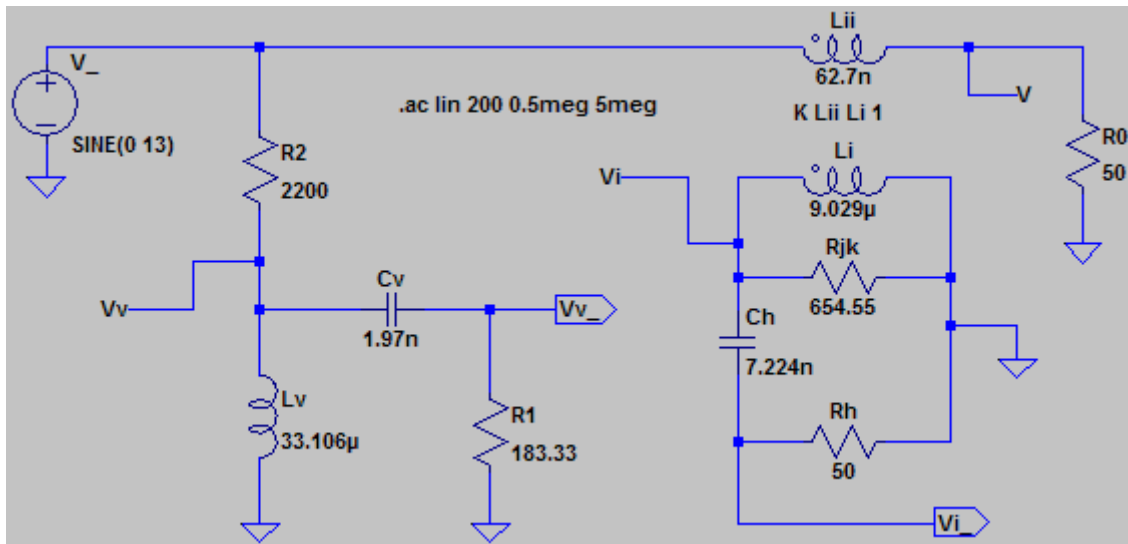 Lii
V_
62.7n
V
.ac lin 200 0.5meg 5meg
K Lii Li 1
SINE(0 13)
R2
2200
R0
50
Vi
Li
9.029µ
Rjk
654.55
Vv
Cv
1.97n
Vv_
Ch
7.224n
Lv
33.106µ
R1
183.33
Rh
50
Vi_